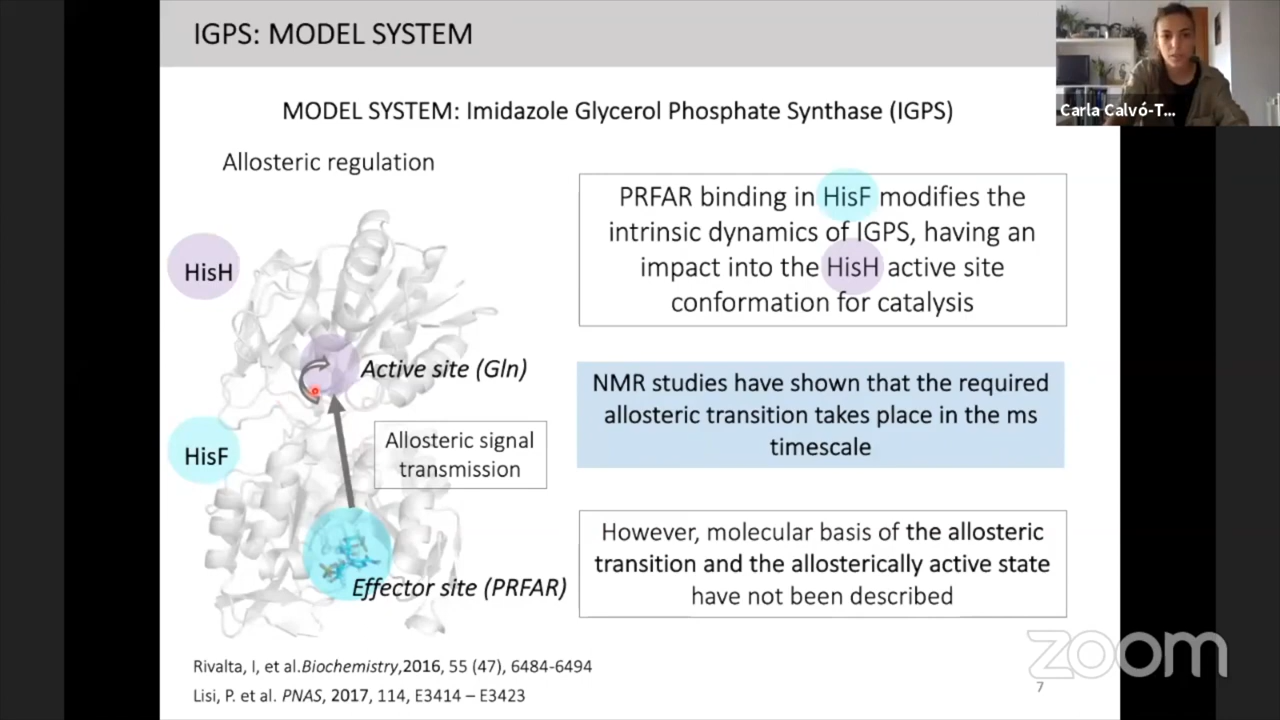 IGPS: MODEL SYSTEM
Carla Calvó-T...
MODEL SYSTEM: Imidazole Glycerol Phosphate Synthase (IGPS)
Allosteric regulation
HisH
Active site (Gln)
HisF
Allosteric signal
transmission
Effector site (PRFAR)
PRFAR binding in HisF modifies the
intrinsic dynamics of IGPS, having an
impact into the HisH active site
conformation for catalysis
NMR studies have shown that the required
allosteric transition takes place in the ms
timescale
However, molecular basis of the allosteric
transition and the allosterically active state
have not been described
Rivalta, I, et al.Biochemistry,2016, 55 (47), 6484-6494
Lisi, P. et al. PNAS, 2017, 114, E3414 – E3423
zoom
7